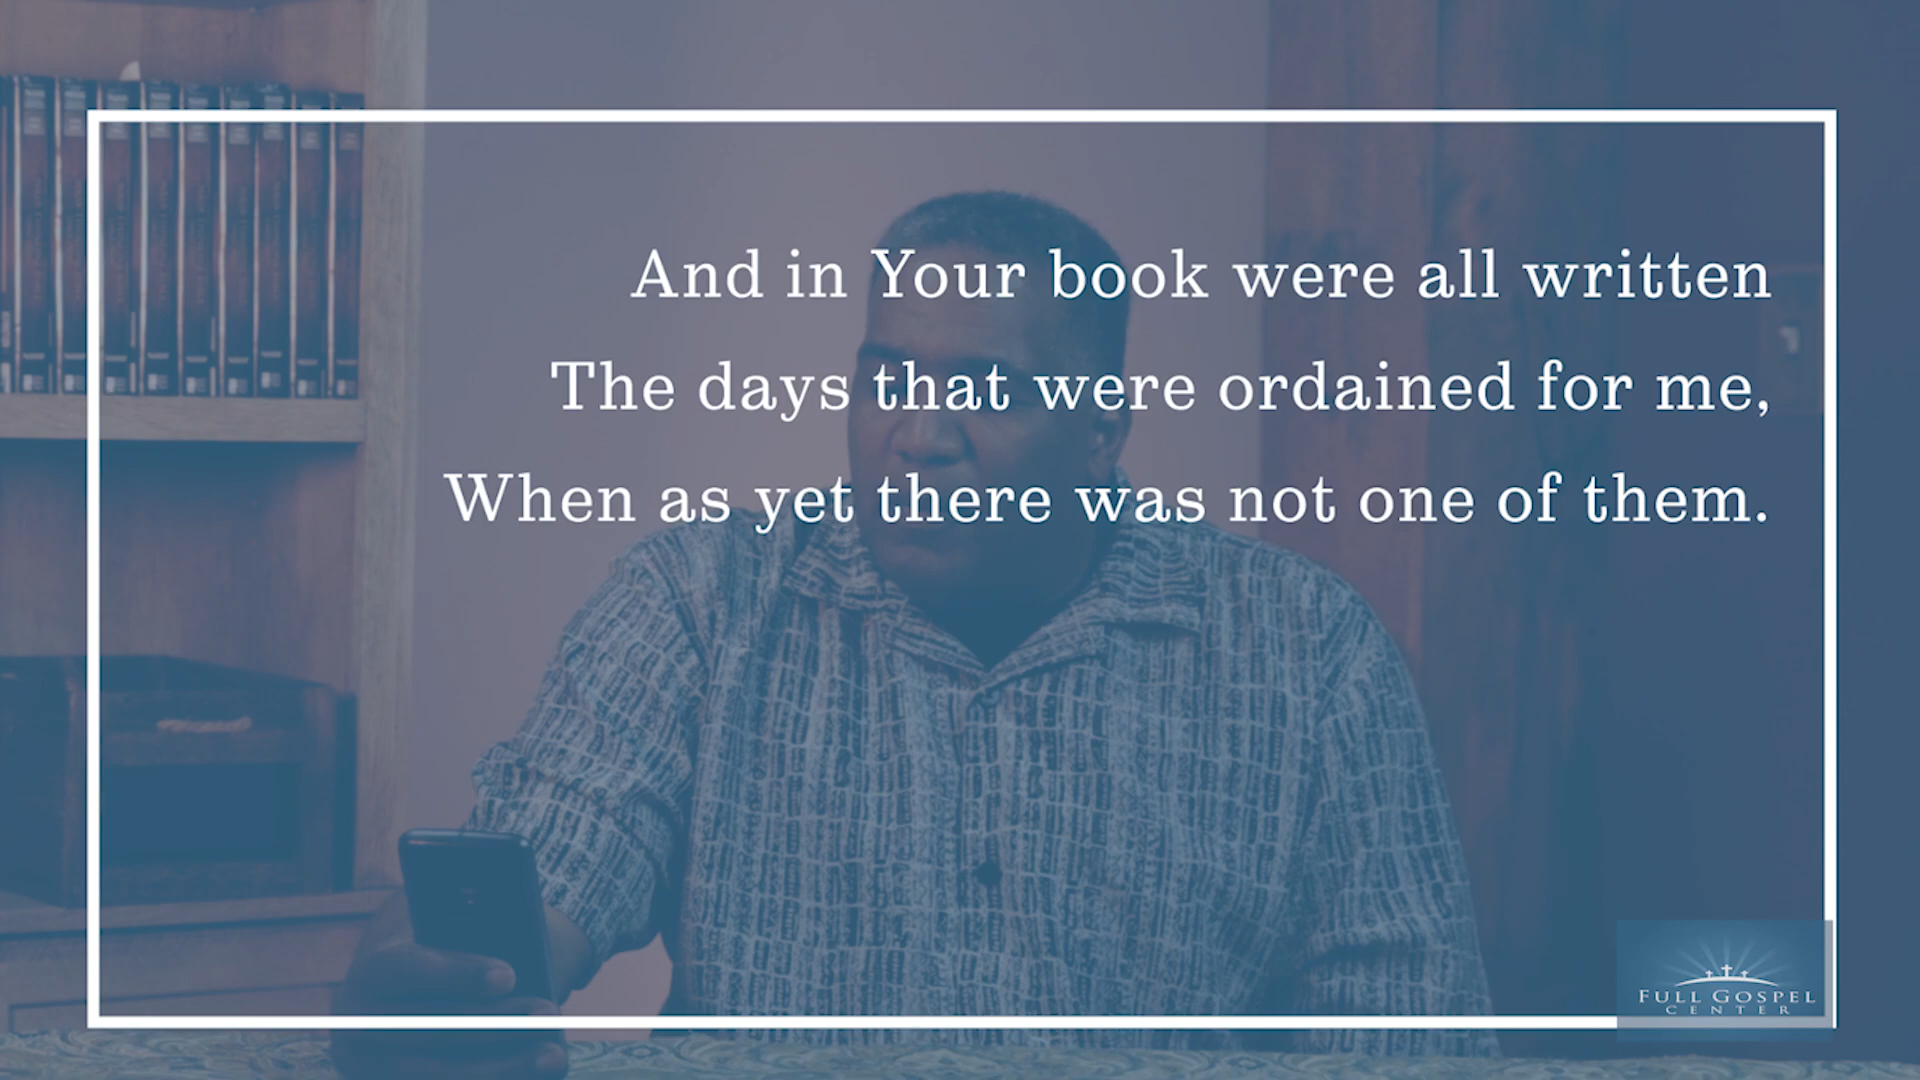 And in Your book were all written
The days that were ordained for me,
When as yet there was not one of them.
FULL GOSPEL
CENTER